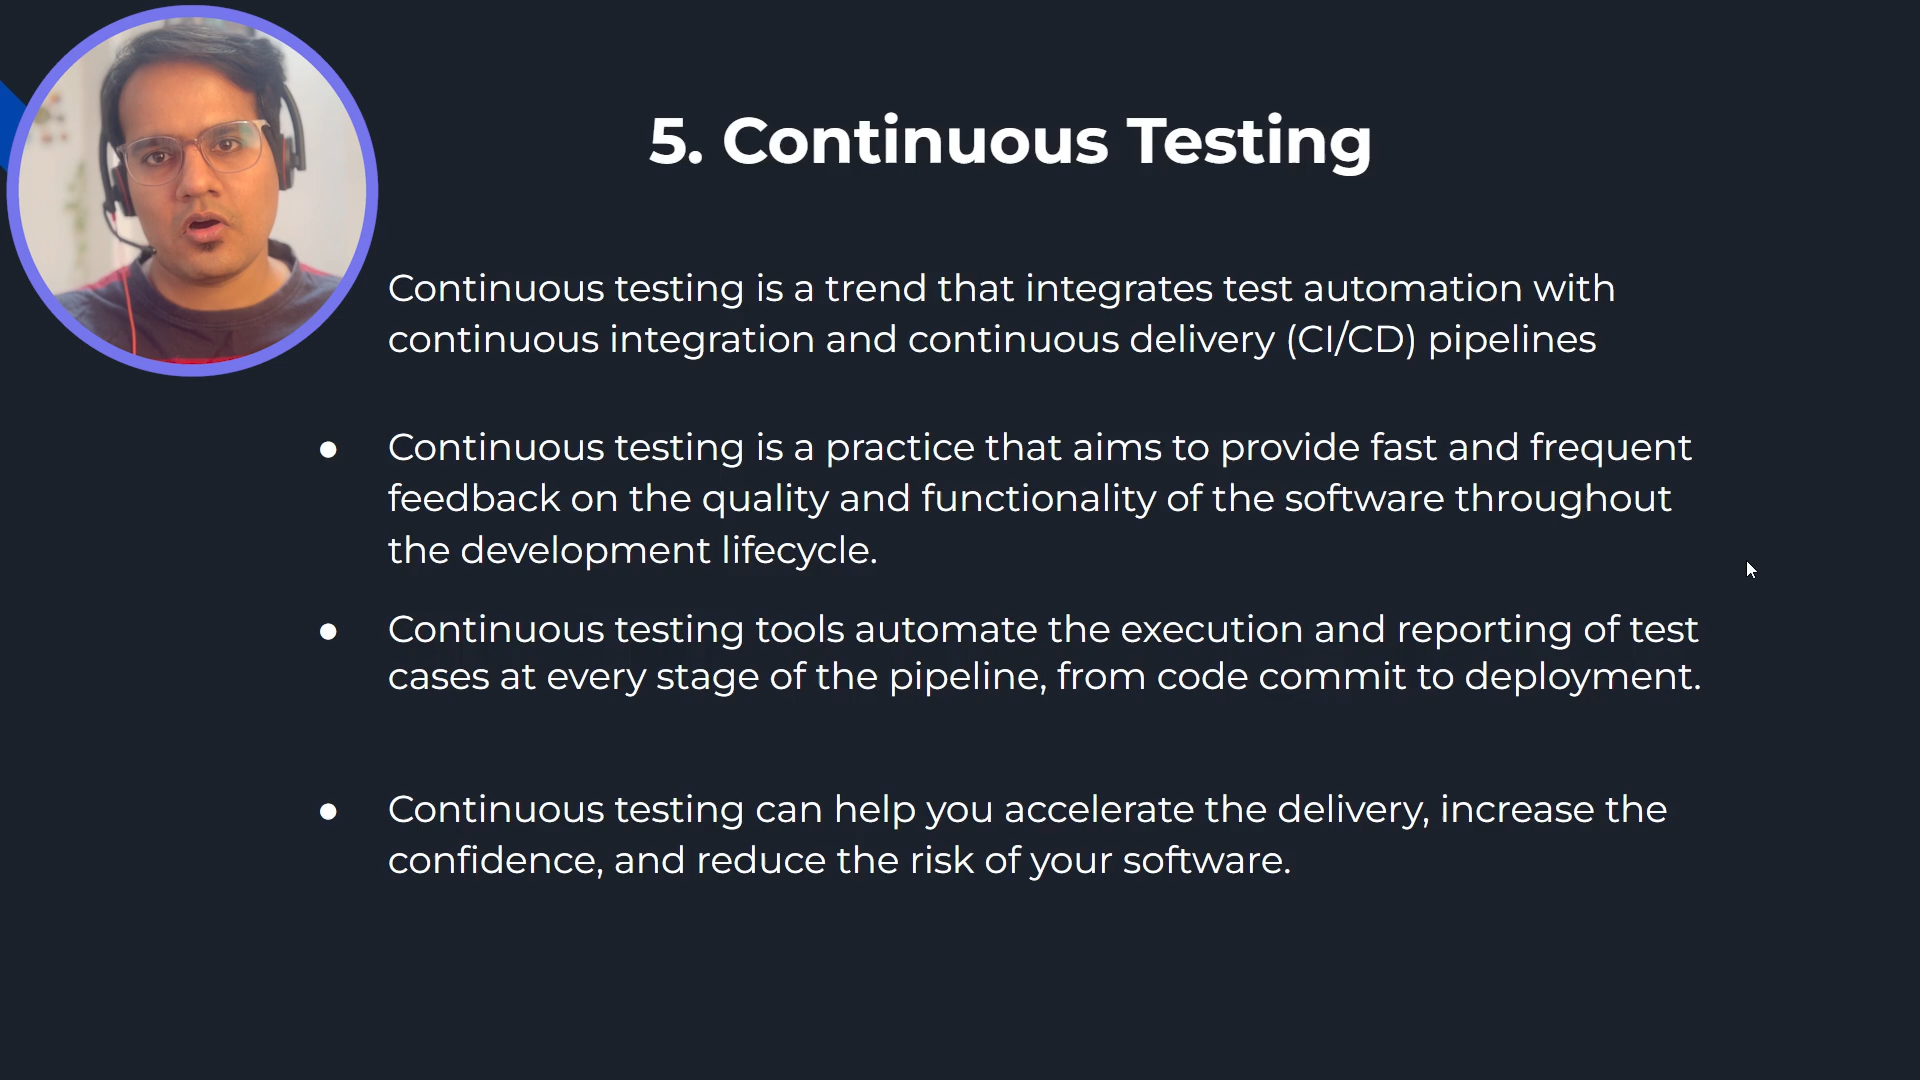 5. Continuous Testing
Continuous testing is a trend that integrates test automation with
continuous integration and continuous delivery (CI/CD) pipelines
● Continuous testing is a practice that aims to provide fast and frequent
feedback on the quality and functionality of the software throughout
the development lifecycle.
● Continuous testing tools automate the execution and reporting of test
cases at every stage of the pipeline, from code commit to deployment.
● Continuous testing can help you accelerate the delivery, increase the
confidence, and reduce the risk of your software.